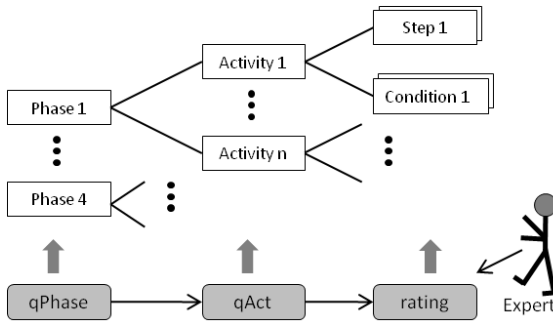 Step 1
Activity 1
Condition 1
Phase 1
Activity n
Phase 4
qPhase
qAct
rating
Expert